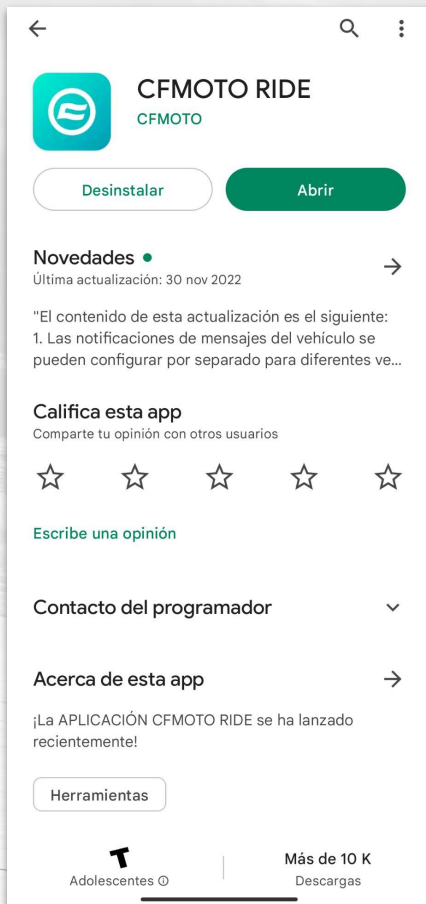 CFMOTO RIDE
CFMOTO
Desinstalar
Abrir
Novedades
Última actualización: 30 nov 2022
"El contenido de esta actualización es el siguiente:
1. Las notificaciones de mensajes del vehículo se
pueden configurar por separado para diferentes ve...
Califica esta app
Comparte tu opinión con otros usuarios
Escribe una opinión
Contacto del programador
Acerca de esta app
¡La APLICACIÓN CFMOTO RIDE se ha lanzado
recientemente!
Herramientas
T
Adolescentes
Más de 10 K
Descargas